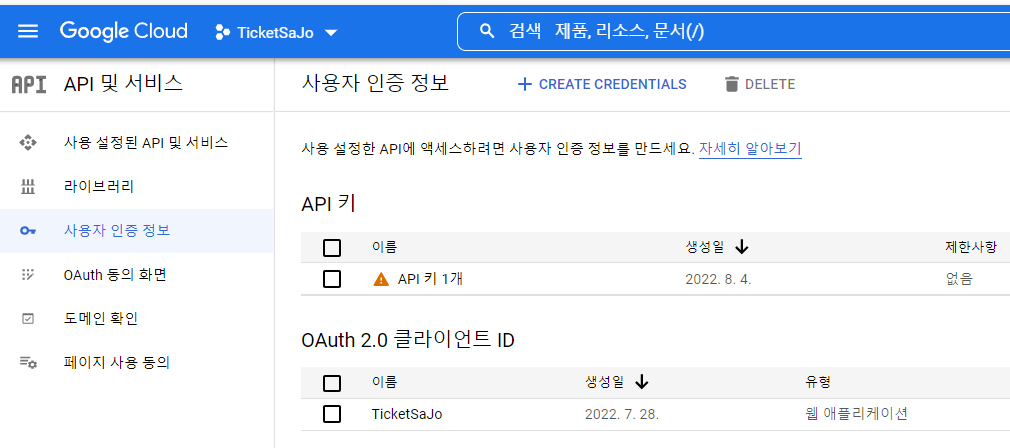 Google Cloud TicketSaJo 검색 제품, 리소스, 문서(/)
API API 및 서비스
사용자 인증 정보 CREATE CREDENTIALS DELETE
사용 설정된 API 및 서비스
라이브러리
사용자 인증 정보
OAuth 동의 화면
도메인 확인
페이지 사용 동의
사용 설정한 API에 액세스하려면 사용자 인증 정보를 만드세요. 자세히 알아보기
API 키
이름 생성일 제한사항
API 키 1개 2022. 8. 4. 없음
OAuth 2.0 클라이언트 ID
이름 생성일 유형
TicketSaJo 2022. 7. 28. 웹 애플리케이션